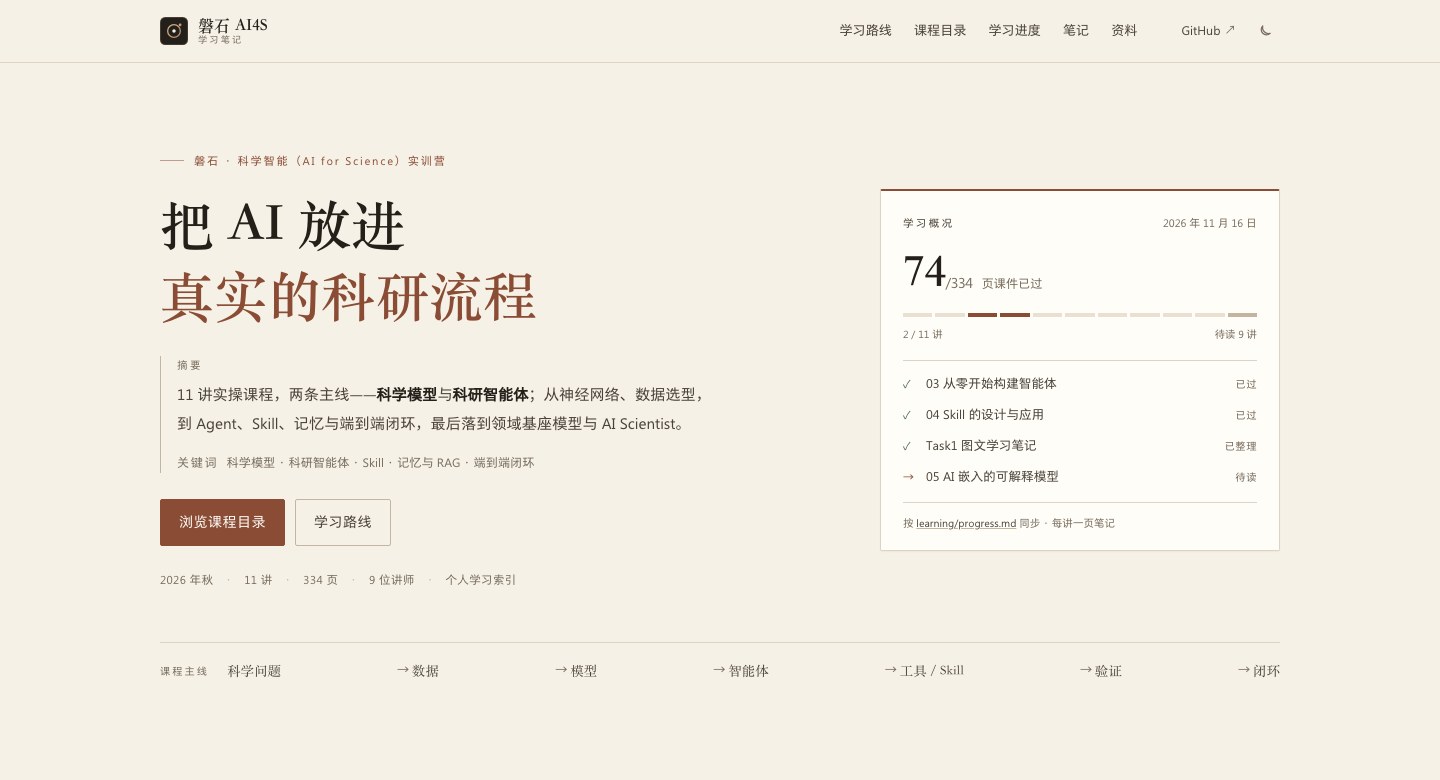 磐石 AI4S
学习笔记
学习路线
课程目录
学习进度
笔记
资料
GitHub ↗
磐石 · 科学智能（AI for Science）实训营
把 AI 放进
真实的科研流程
摘要
11 讲实操课程，两条主线——科学模型与科研智能体；从神经网络、数据选型，
到 Agent、Skill、记忆与端到端闭环，最后落到领域基座模型与 AI Scientist。
关键词 科学模型 · 科研智能体 · Skill · 记忆与 RAG · 端到端闭环
浏览课程目录
学习路线
2026 年秋 · 11 讲 · 334 页 · 9 位讲师 · 个人学习索引
学习概况
2026 年 11 月 16 日
74/334 页课件已过
2 / 11 讲
待读 9 讲
✓ 03 从零开始构建智能体 已过
✓ 04 Skill 的设计与应用 已过
✓ Task1 图文学习笔记 已整理
→ 05 AI 嵌入的可解释模型 待读
按 learning/progress.md 同步 · 每讲一页笔记
课程主线 科学问题 → 数据 → 模型 → 智能体 → 工具 / Skill → 验证 → 闭环